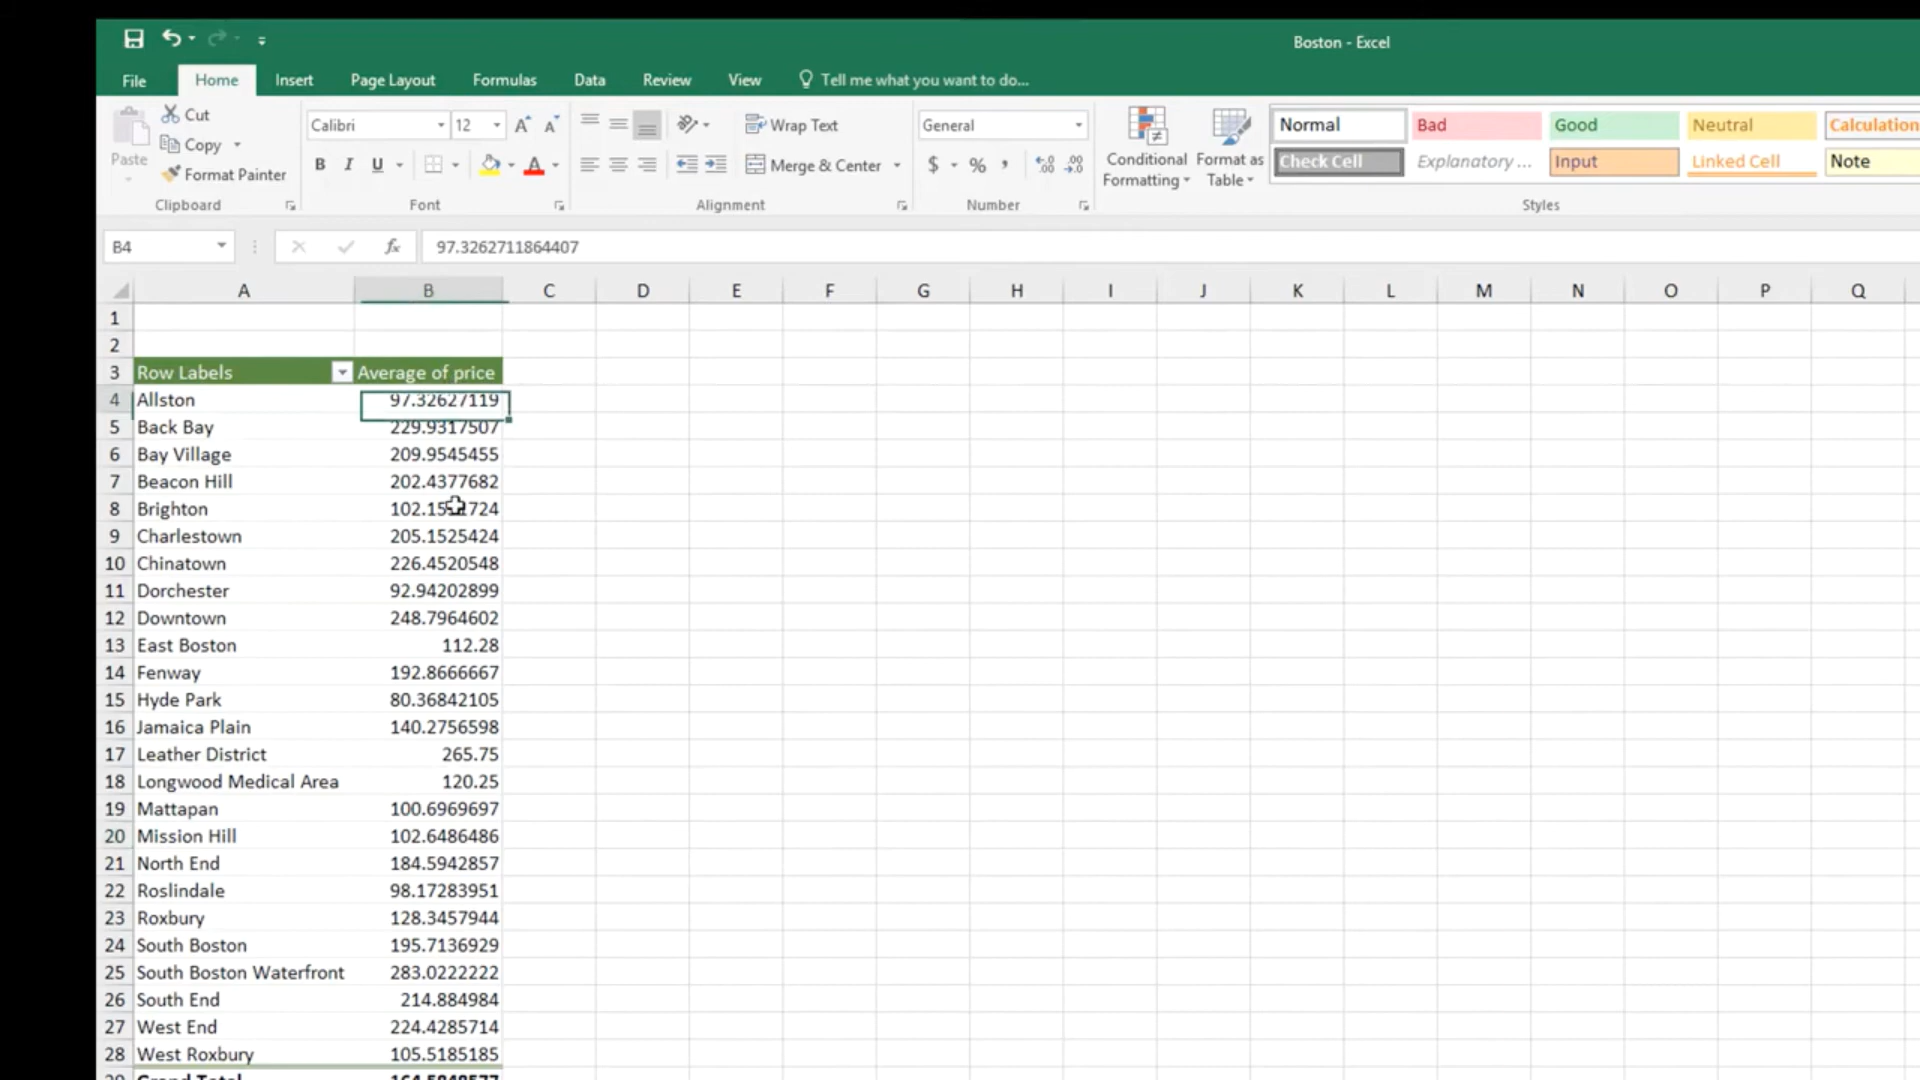 Boston - Excel
File Home Insert Page Layout Formulas Data Review View Tell me what you want to do...
Paste
Cut
Copy
Format Painter
Clipboard
Calibri 12
B I U
Font
Wrap Text
Merge & Center
Alignment
General
$ % ,
Number
Conditional Formatting
Format as Table
Normal Bad Good Neutral Calculation
Check Cell Explanatory ... Input Linked Cell Note
Styles
B4 fx 97.3262711864407
A B C D E F G H I J K L M N O P Q
1
2
3 Row Labels Average of price
4 Allston 97.32627119
5 Back Bay 229.9317507
6 Bay Village 209.9545455
7 Beacon Hill 202.4377682
8 Brighton
9 Charlestown 205.1525424
10 Chinatown 226.4520548
11 Dorchester 92.94202899
12 Downtown 248.7964602
13 East Boston 112.28
14 Fenway 192.8666667
15 Hyde Park 80.36842105
16 Jamaica Plain 140.2756598
17 Leather District 265.75
18 Longwood Medical Area 120.25
19 Mattapan 100.6969697
20 Mission Hill 102.6486486
21 North End 184.5942857
22 Roslindale 98.17283951
23 Roxbury 128.3457944
24 South Boston 195.7136929
25 South Boston Waterfront 283.0222222
26 South End 214.884984
27 West End 224.4285714
28 West Roxbury 105.5185185
Grand Total